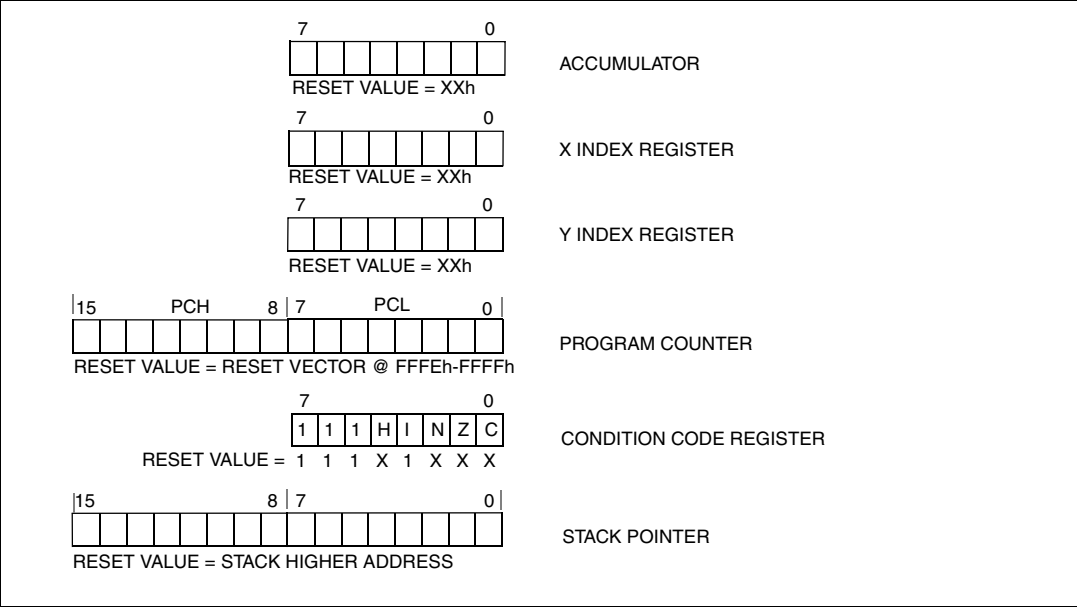 7 0
ACCUMULATOR
RESET VALUE = XXh
7 0
X INDEX REGISTER
RESET VALUE = XXh
7 0
Y INDEX REGISTER
RESET VALUE = XXh
15 PCH 8 7 PCL 0
PROGRAM COUNTER
RESET VALUE = RESET VECTOR @ FFFEh-FFFFh
7 0
1 1 1 H I N Z C
CONDITION CODE REGISTER
RESET VALUE = 1 1 1 X 1 X X X
15 8 7 0
STACK POINTER
RESET VALUE = STACK HIGHER ADDRESS